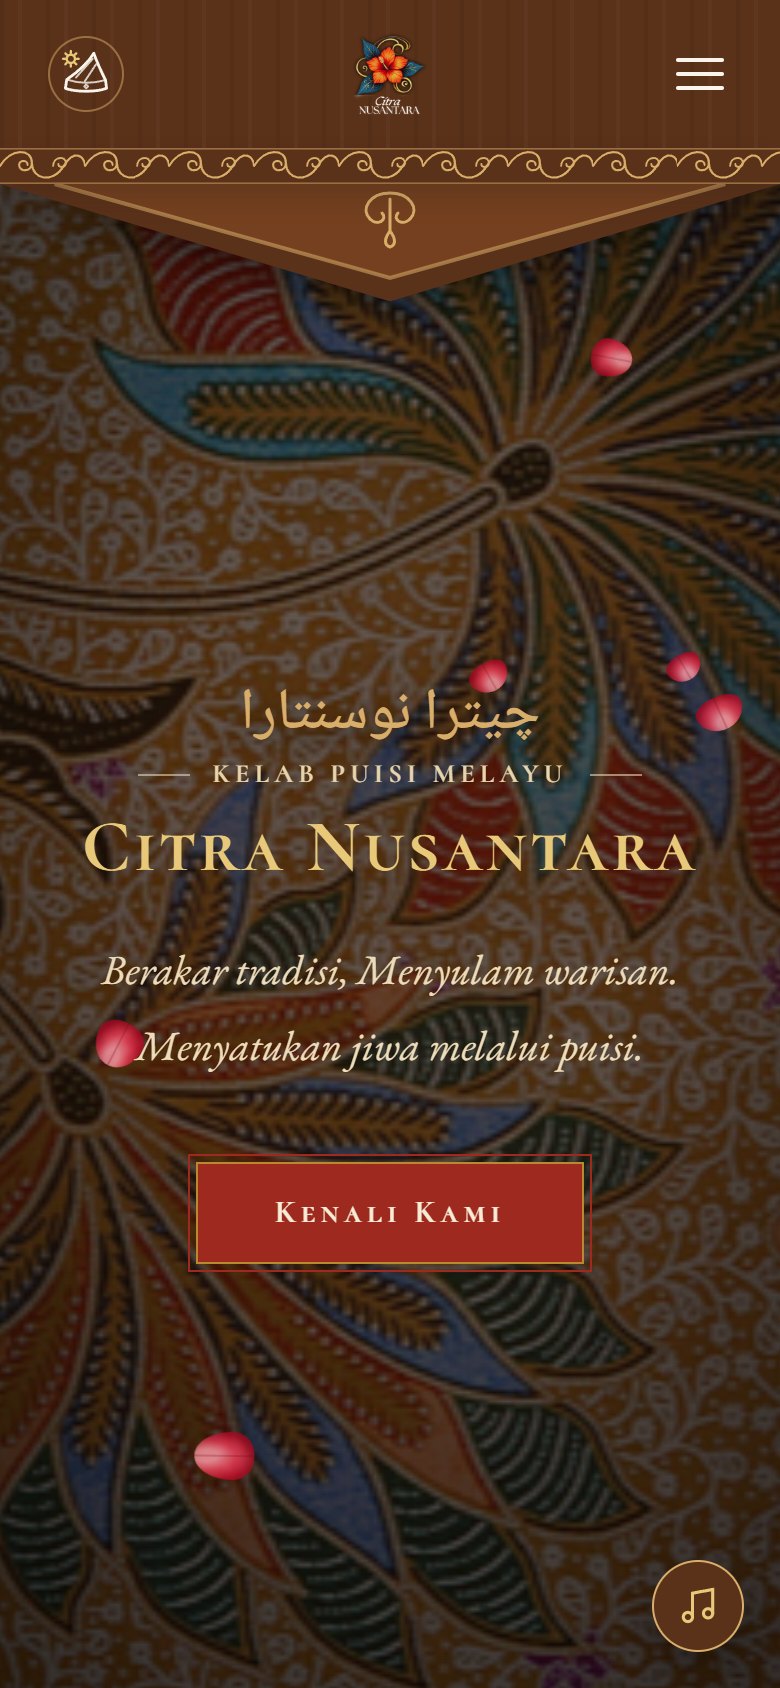 Citra
NUSANTARA
چيترا نوسنتارا
KELAB PUISI MELAYU
CITRA NUSANTARA
Berakar tradisi, Menyulam warisan.
Menyatukan jiwa melalui puisi.
KENALI KAMI